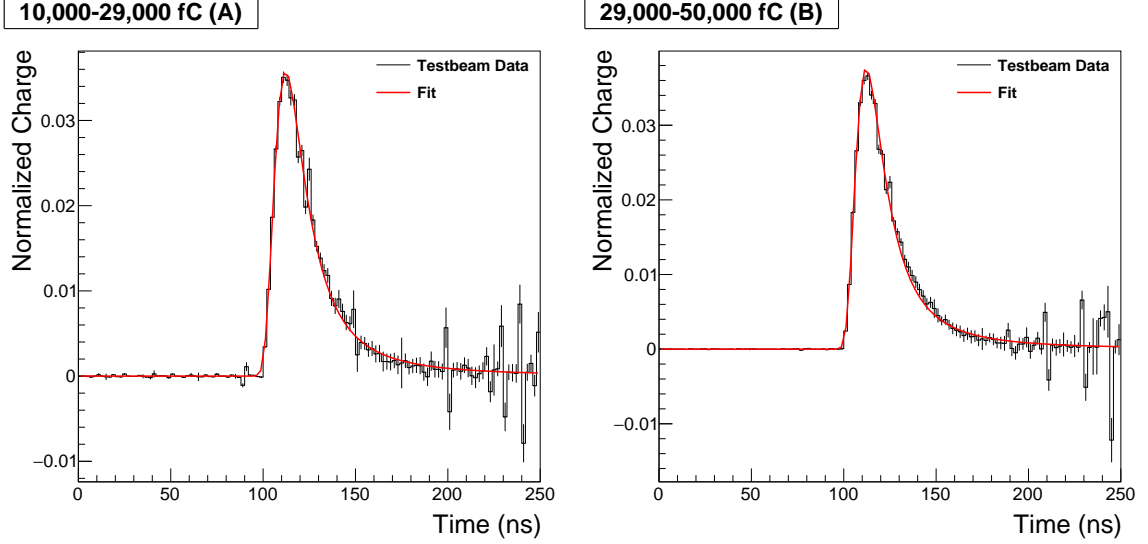 10,000-29,000 fC (A)
Normalized Charge
Testbeam Data
Fit
0.03
0.02
0.01
0
−0.01
0 50 100 150 200 250
Time (ns)
29,000-50,000 fC (B)
Normalized Charge
Testbeam Data
Fit
0.03
0.02
0.01
0
−0.01
0 50 100 150 200 250
Time (ns)